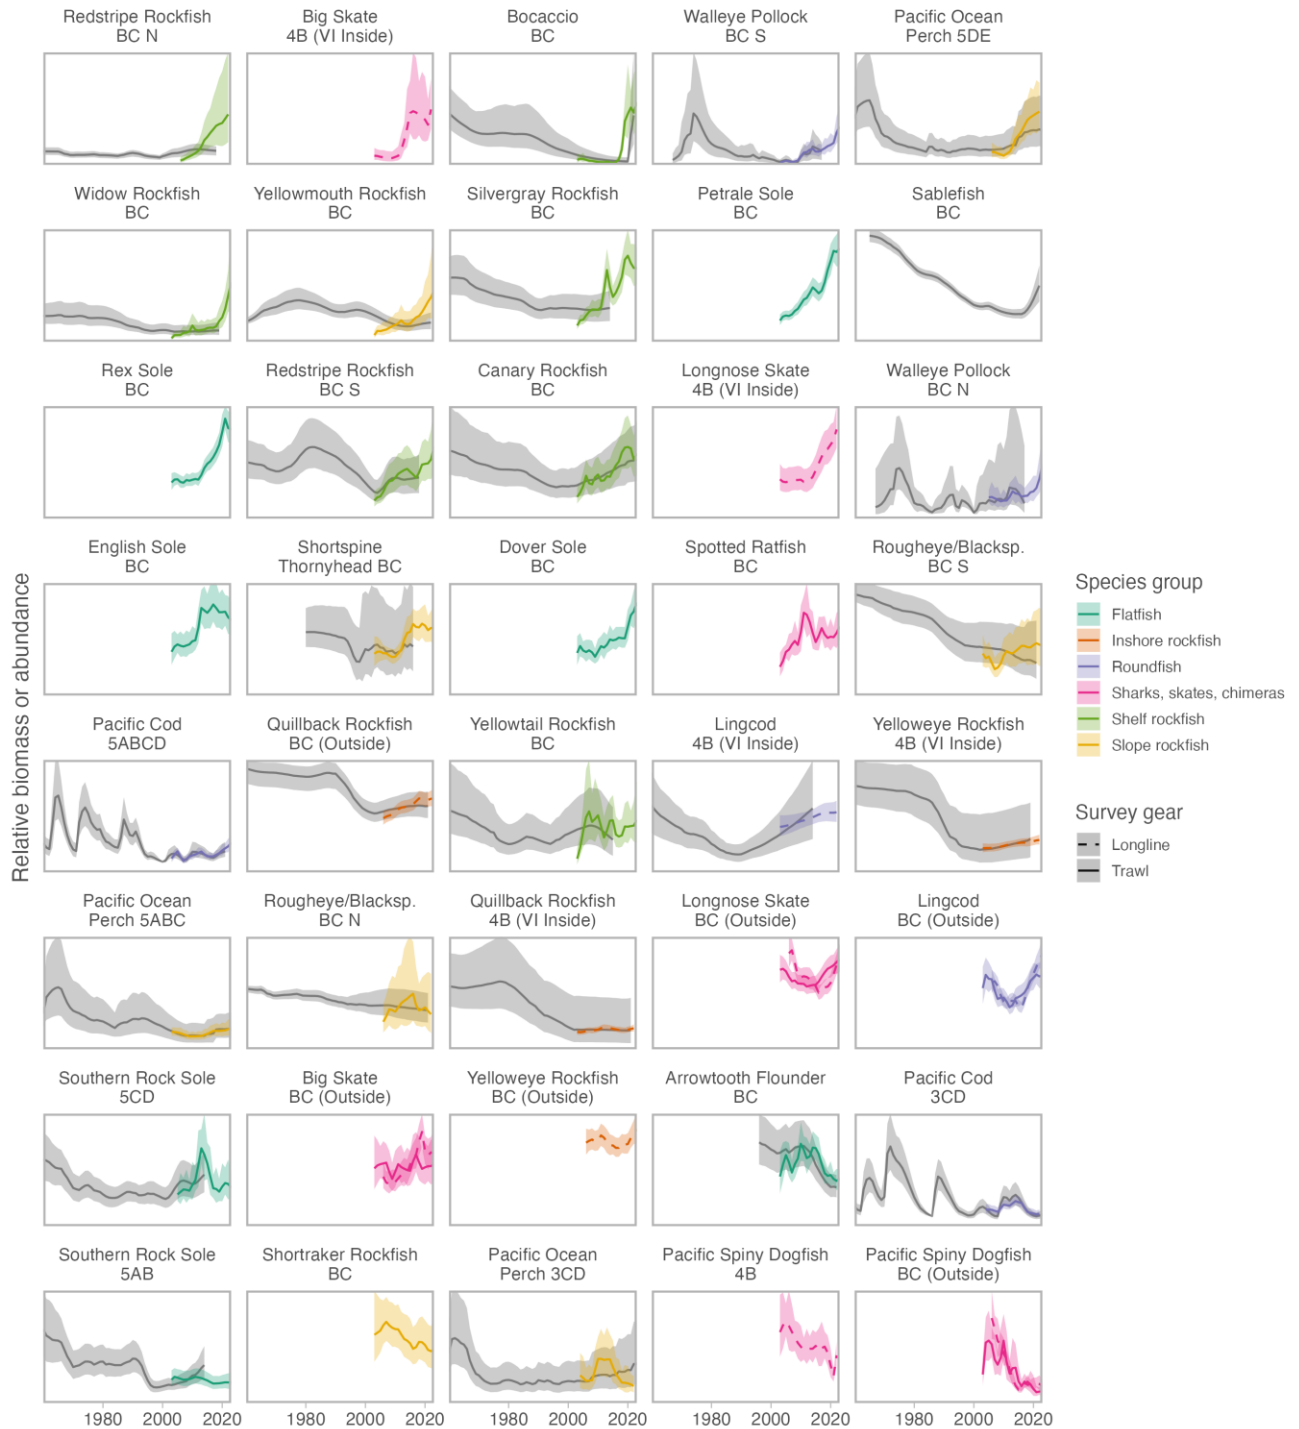 Redstripe Rockfish
BC N
Big Skate
4B (VI Inside)
Bocaccio
BC
Walleye Pollock
BC S
Pacific Ocean
Perch 5DE
Widow Rockfish
BC
Yellowmouth Rockfish
BC
Silvergray Rockfish
BC
Petrale Sole
BC
Sablefish
BC
Rex Sole
BC
Redstripe Rockfish
BC S
Canary Rockfish
BC
Longnose Skate
4B (VI Inside)
Walleye Pollock
BC N
English Sole
BC
Shortspine
Thornyhead BC
Dover Sole
BC
Spotted Ratfish
BC
Rougheye/Blacksp.
BC S
Pacific Cod
5ABCD
Quillback Rockfish
BC (Outside)
Yellowtail Rockfish
BC
Lingcod
4B (VI Inside)
Yelloweye Rockfish
4B (VI Inside)
Pacific Ocean
Perch 5ABC
Rougheye/Blacksp.
BC N
Quillback Rockfish
4B (VI Inside)
Longnose Skate
BC (Outside)
Lingcod
BC (Outside)
Southern Rock Sole
5CD
Big Skate
BC (Outside)
Yelloweye Rockfish
BC (Outside)
Arrowtooth Flounder
BC
Pacific Cod
3CD
Southern Rock Sole
5AB
Shortraker Rockfish
BC
Pacific Ocean
Perch 3CD
Pacific Spiny Dogfish
4B
Pacific Spiny Dogfish
BC (Outside)
1980 2000 2020
1980 2000 2020
1980 2000 2020
1980 2000 2020
1980 2000 2020
Relative biomass or abundance
Species group
Flatfish
Inshore rockfish
Roundfish
Sharks, skates, chimeras
Shelf rockfish
Slope rockfish
Survey gear
Longline
Trawl